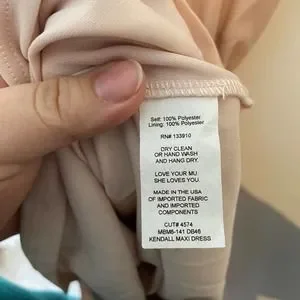 Self: 100% Polyester
Lining: 100% Polyester
RN# 133910
DRY CLEAN
OR HAND WASH
AND HANG DRY.
LOVE YOUR MU
SHE LOVES YOU.
MADE IN THE USA
OF IMPORTED FABRIC
AND IMPORTED
COMPONENTS
CUT# 4574
MBM6-141 DB46
KENDALL MAXI DRESS